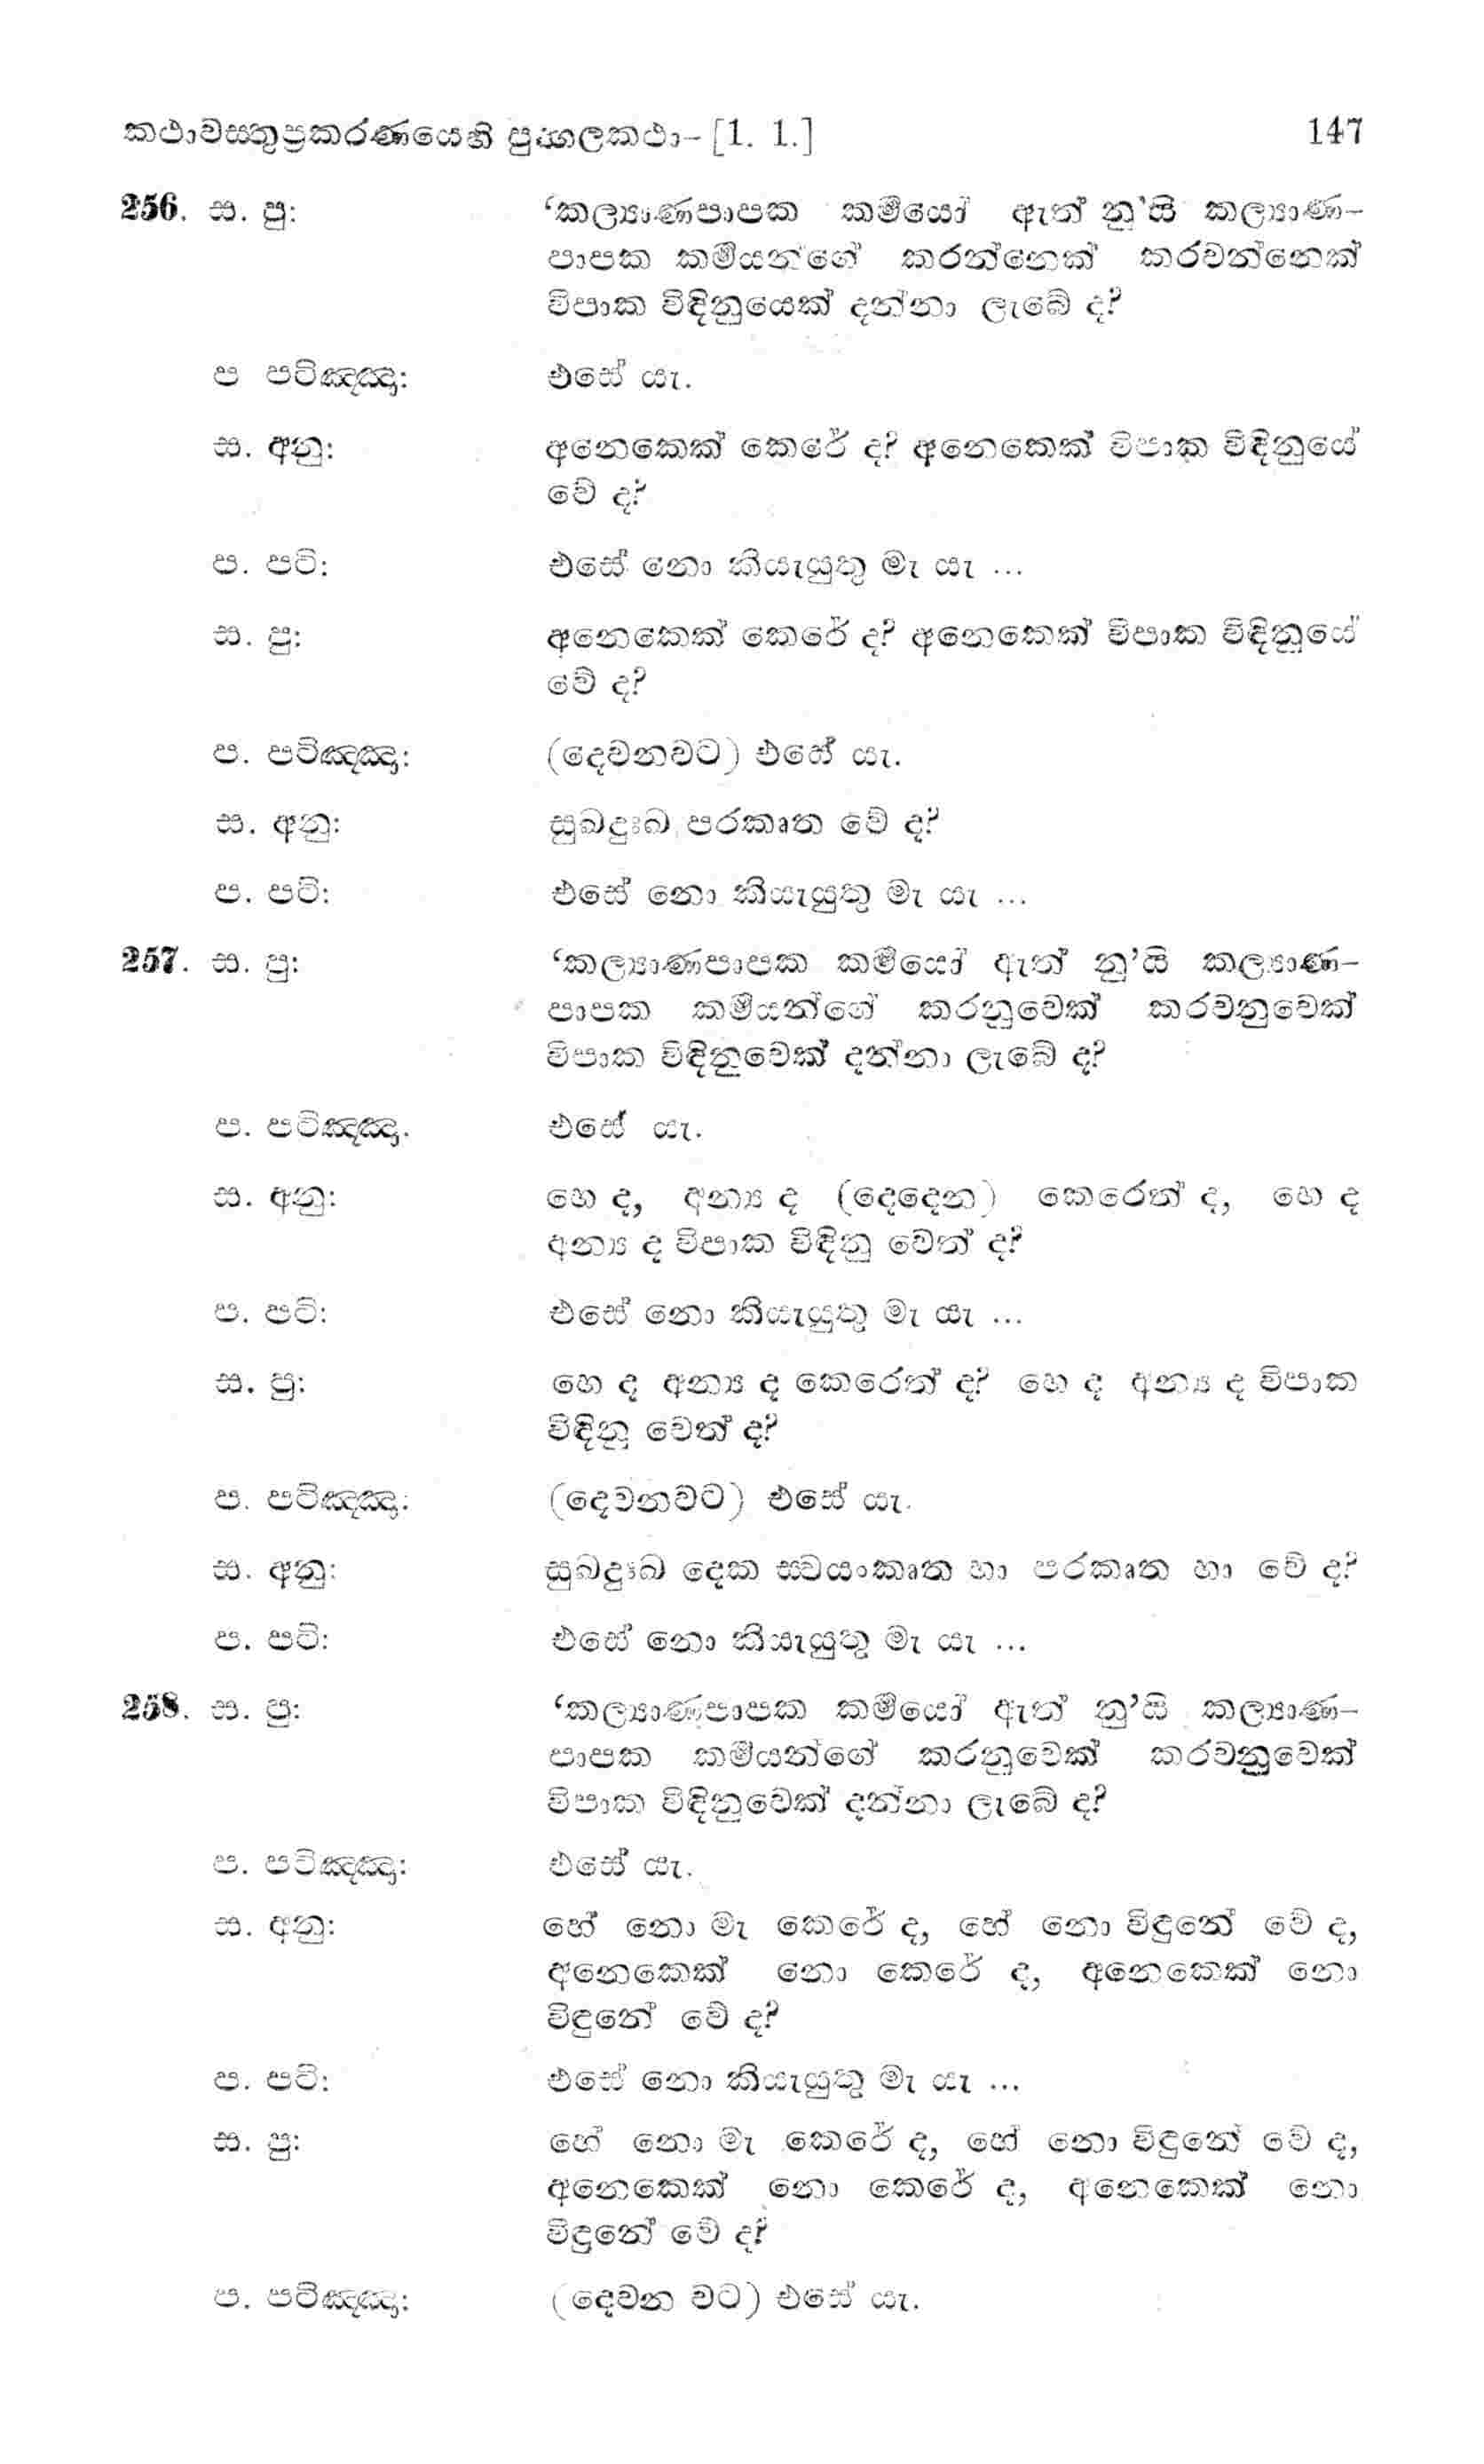 කථාවස්තුප්‍රකරණයෙහි පුග්ගලකථා- [1. 1.] 147
256. ස. පු: ‘කල්‍යාණපාපක කර්මයෝ ඇත් නු’යි කල්‍යාණ-
පාපක කර්මයන්ගේ කරන්නෙක් කරවන්නෙක්
විපාක විඳිනුයෙක් දන්නා ලැබේ ද?
ප පටිඤ්ඤා: එසේ යැ.
ස. අනු: අනෙකෙක් කෙරේ ද? අනෙකෙක් විපාක විඳිනුයේ
වේ ද?
ප. පටි: එසේ නො කියැයුතු මැ යැ ...
ස. පු: අනෙකෙක් කෙරේ ද? අනෙකෙක් විපාක විඳිනුයේ
වේ ද?
ප. පටිඤ්ඤා: (දෙවනවට) එහේ යැ.
ස. අනු: සුඛදුඃඛ පරකෘත වේ ද?
ප. පටි: එසේ නො කියැයුතු මැ යැ ...
257. ස. පු: ‘කල්‍යාණපාපක කර්මයෝ ඇත් නු’යි කල්‍යාණ-
පාපක කර්මයන්ගේ කරනුවෙක් කරවනුවෙක්
විපාක විඳිනුවෙක් දන්නා ලැබේ ද?
ප. පටිඤ්ඤා. එසේ යැ.
ස. අනු: හෙ ද, අන්‍ය ද (දෙදෙන) කෙරෙත් ද, හෙ ද
අන්‍ය ද විපාක විඳිනු වෙත් ද?
ප. පටි: එසේ නො කියැයුතු මැ යැ ...
ස. පු: හෙ ද අන්‍ය ද කෙරෙත් ද? හෙ ද අන්‍ය ද විපාක
විඳිනු වෙත් ද?
ප. පටිඤ්ඤා: (දෙවනවට) එසේ යැ.
ස. අනු: සුඛදුඃඛ දෙක ස්වයංකෘත හා පරකෘත හා වේ ද?
ප. පටි: එසේ නො කියැයුතු මැ යැ ...
258. ස. පු: ‘කල්‍යාණපාපක කර්මයෝ ඇත් නු’යි කල්‍යාණ-
පාපක කර්මයන්ගේ කරනුවෙක් කරවනුවෙක්
විපාක විඳිනුවෙක් දන්නා ලැබේ ද?
ප. පටිඤ්ඤා: එසේ යැ.
ස. අනු: හේ නො මැ කෙරේ ද, හේ නො විඳුනේ වේ ද,
අනෙකෙක් නො කෙරේ ද, අනෙකෙක් නො
විඳුනේ වේ ද?
ප. පටි: එසේ නො කියැයුතු මැ යැ ...
ස. පු: හේ නො මැ කෙරේ ද, හේ නො විඳුනේ වේ ද,
අනෙකෙක් නො කෙරේ ද, අනෙකෙක් නො
විඳුනේ වේ ද?
ප. පටිඤ්ඤා: (දෙවන වට) එසේ යැ.